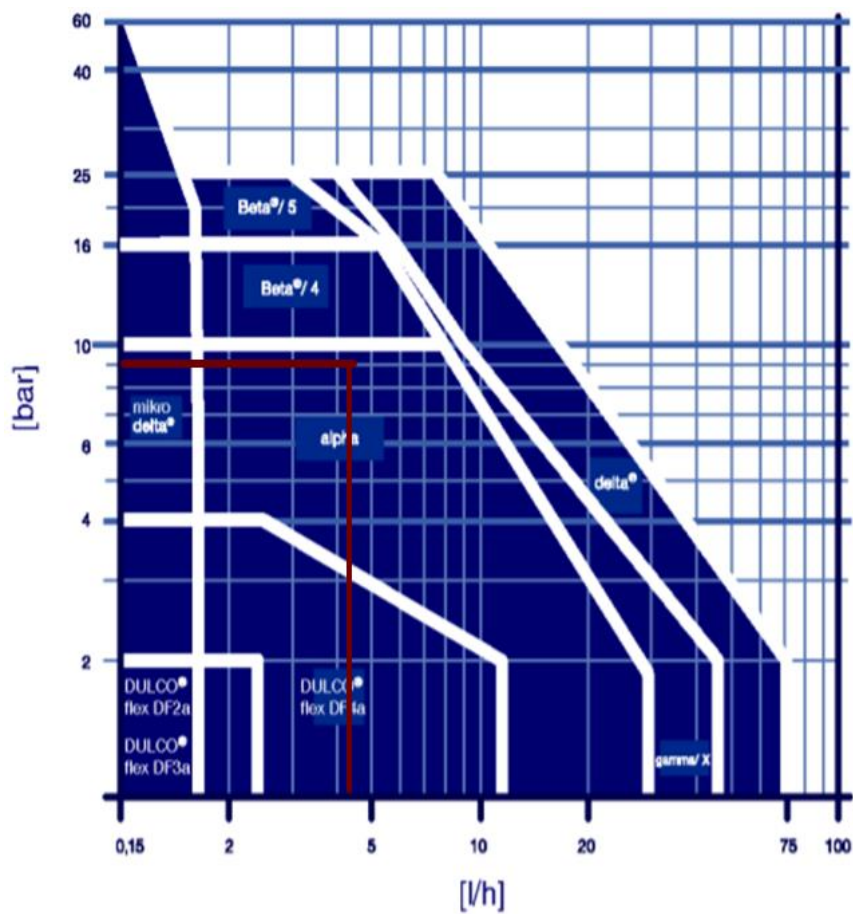 60
40
25
16
10
6
4
2
[bar]
Beta®/ 5
Beta®/ 4
mikro
delta®
alpha
delta®
DULCO®
flex DF2a
DULCO®
flex DF3a
DULCO®
flex DF4a
gamma/ X
0,15 2 5 10 20 75 100
[l/h]